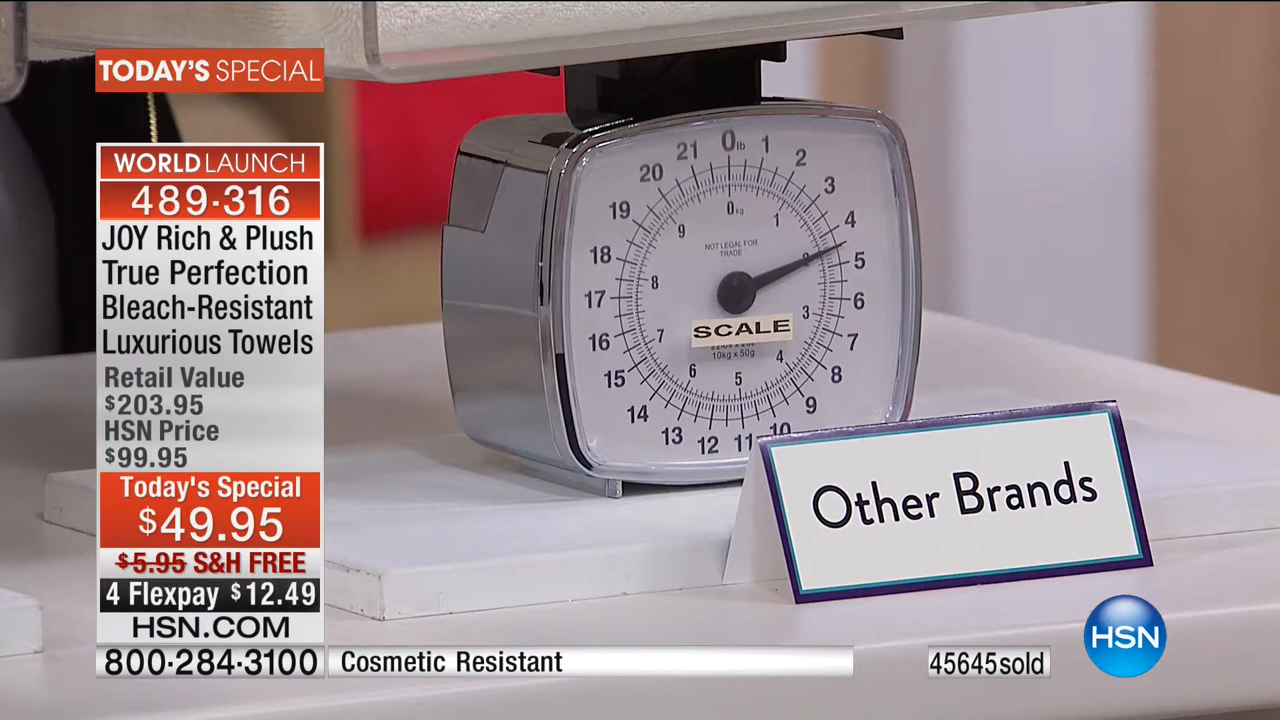 TODAY'S SPECIAL
WORLD LAUNCH
489·316
JOY Rich & Plush
True Perfection
Bleach-Resistant
Luxurious Towels
Retail Value
$203.95
HSN Price
$99.95
Today's Special
$49.95
$5.95 S&H FREE
4 Flexpay $12.49
HSN.COM
800·284·3100
Cosmetic Resistant
45645sold
HSN
0 lb 1 2 3 4 5 6 7 8 9 10 11 12 13 14 15 16 17 18 19 20 21
0 kg 1 3 4 5 6 7 8 9
NOT LEGAL FOR
TRADE
SCALE
10kg x 50g
Other Brands